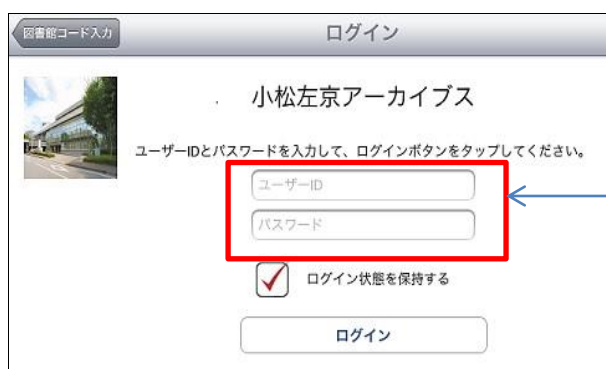 図書館コード入力
ログイン
小松左京アーカイブス
ユーザーIDとパスワードを入力して、ログインボタンをタップしてください。
ユーザーID
パスワード
ログイン状態を保持する
ログイン